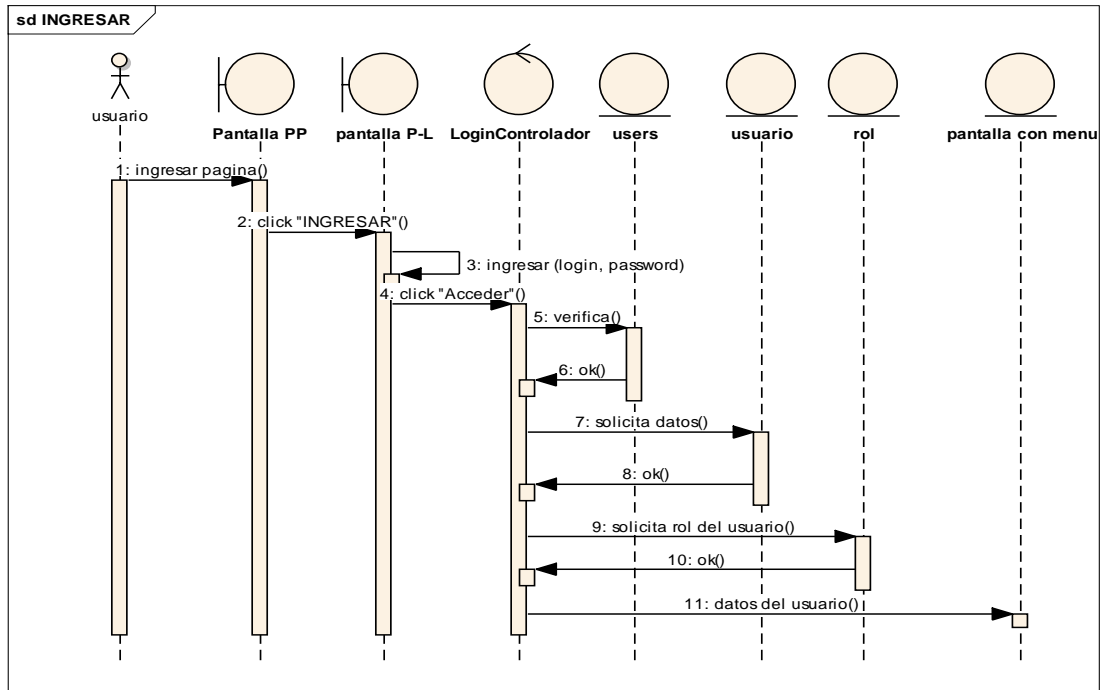 sd INGRESAR
usuario
Pantalla PP
pantalla P-L
LoginControlador
users
usuario
rol
pantalla con menu
1: ingresar pagina()
2: click "INGRESAR"()
3: ingresar (login, password)
4: click "Acceder"()
5: verifica()
6: ok()
7: solicita datos()
8: ok()
9: solicita rol del usuario()
10: ok()
11: datos del usuario()